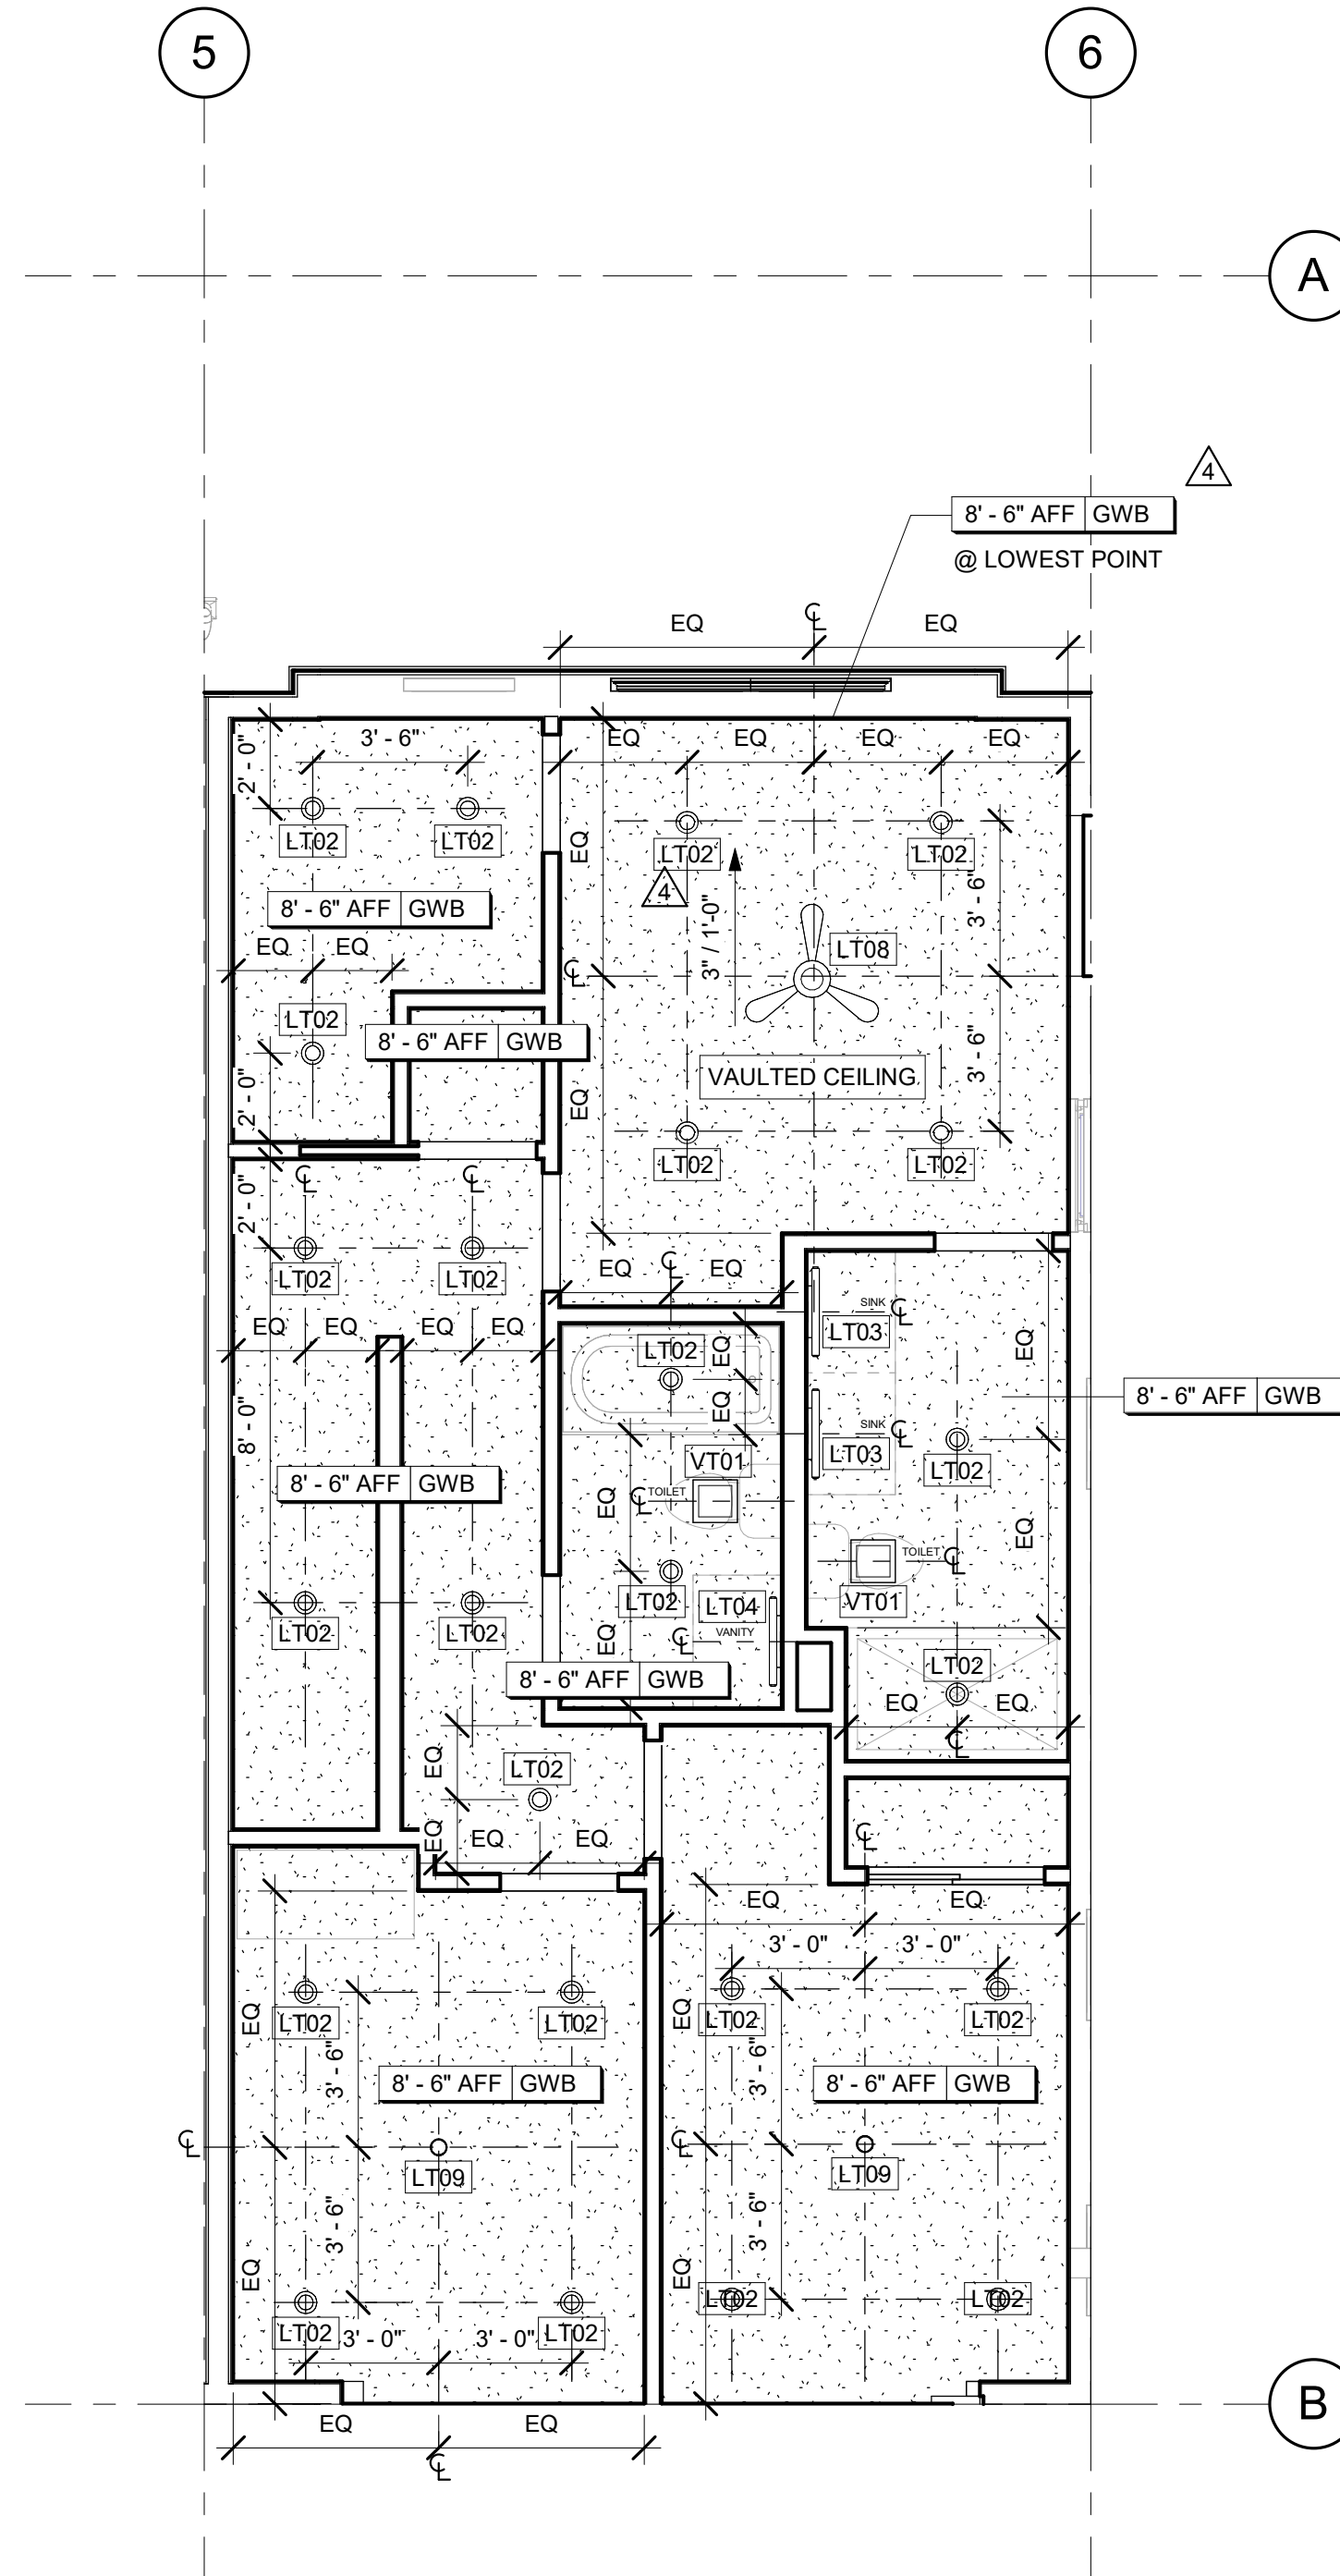 5
6
A
4
8' - 6" AFF GWB
@ LOWEST POINT
EQ ℄ EQ
3' - 6"
2' - 0"
EQ EQ EQ EQ
LT02 LT02
LT02 LT02
EQ
4
3' - 6"
8' - 6" AFF GWB
3" / 1'-0"
EQ EQ
LT08
℄
LT02
8' - 6" AFF GWB
3' - 6"
VAULTED CEILING
2' - 0"
EQ
LT02 LT02
℄ ℄
2' - 0"
LT02 LT02
EQ ℄ EQ
SINK ℄
LT03
EQ EQ EQ EQ
LT02
EQ
EQ
8' - 6" AFF GWB
EQ
8' - 0"
SINK ℄
LT03
LT02
VT01
8' - 6" AFF GWB
TOILET
℄
EQ
EQ
TOILET ℄
VT01
LT02 LT02
LT02
LT04
VANITY
℄
EQ
8' - 6" AFF GWB
LT02
EQ EQ
℄
EQ
LT02
EQ
EQ EQ
℄
EQ EQ
3' - 0" 3' - 0"
LT02 LT02
LT02 LT02
EQ
EQ
3' - 6"
3' - 6"
8' - 6" AFF GWB
8' - 6" AFF GWB
℄
℄
LT09
LT09
3' - 6"
3' - 6"
EQ
EQ
LT02 LT02
LT02 LT02
3' - 0" 3' - 0"
B
EQ EQ
℄